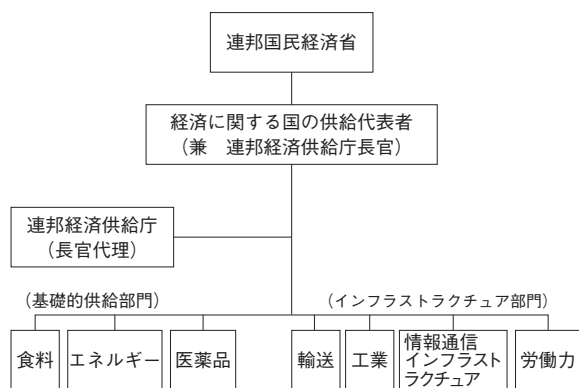 連邦国民経済省
経済に関する国の供給代表者
（兼　連邦経済供給庁長官）
連邦経済供給庁
（長官代理）
（基礎的供給部門）
（インフラストラクチュア部門）
食料
エネルギー
医薬品
輸送
工業
情報通信
インフラスト
ラクチュア
労働力